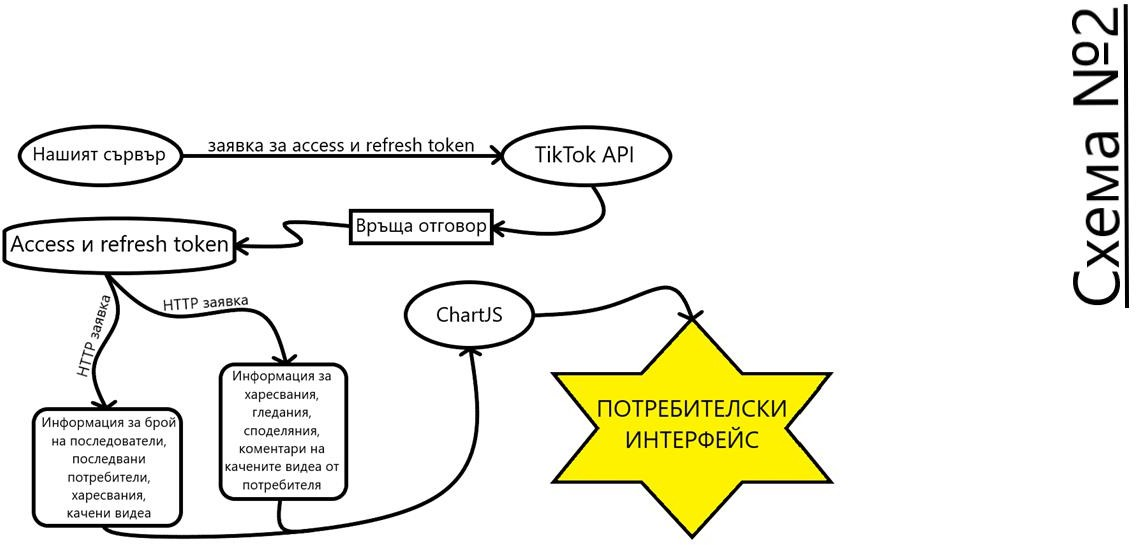 Схема №2
Нашият сървър
заявка за access и refresh token
TikTok API
Връща отговор
Access и refresh token
HTTP заявка
HTTP заявка
ChartJS
Информация за
харесвания,
гледания,
споделяния,
коментари на
качените видеа от
потребителя
Информация за брой
на последователи,
последвани
потребители,
харесвания,
качени видеа
ПОТРЕБИТЕЛСКИ
ИНТЕРФЕЙС